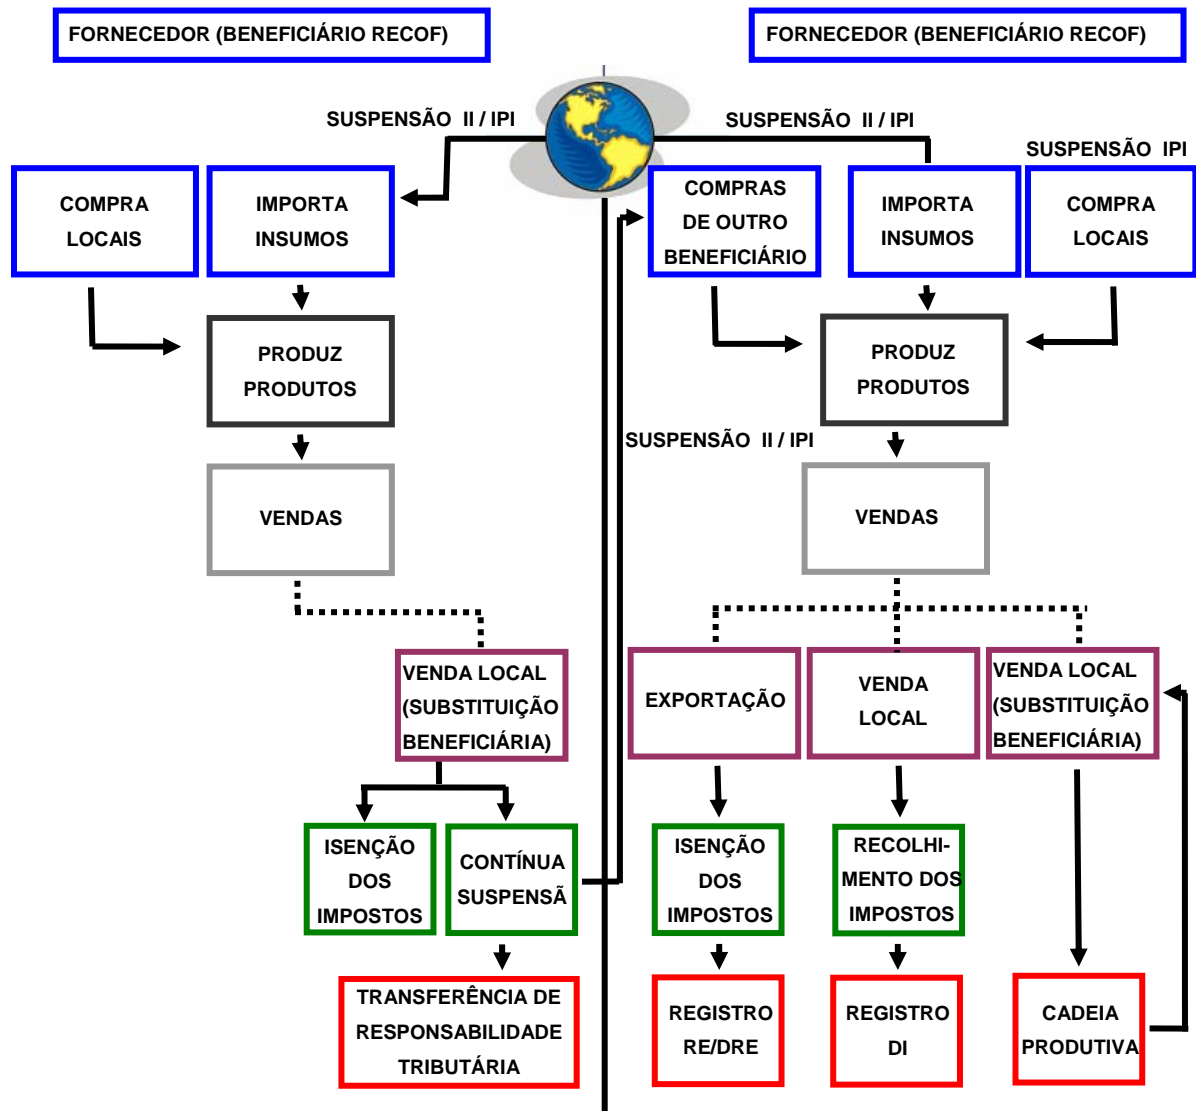 FORNECEDOR (BENEFICIÁRIO RECOF)
FORNECEDOR (BENEFICIÁRIO RECOF)
SUSPENSÃO II / IPI
SUSPENSÃO II / IPI
SUSPENSÃO IPI
COMPRA
LOCAIS
IMPORTA
INSUMOS
COMPRAS
DE OUTRO
BENEFICIÁRIO
IMPORTA
INSUMOS
COMPRA
LOCAIS
PRODUZ
PRODUTOS
PRODUZ
PRODUTOS
SUSPENSÃO II / IPI
VENDAS
VENDAS
VENDA LOCAL
(SUBSTITUIÇÃO
BENEFICIÁRIA)
EXPORTAÇÃO
VENDA
LOCAL
VENDA LOCAL
(SUBSTITUIÇÃO
BENEFICIÁRIA)
ISENÇÃO
DOS
IMPOSTOS
CONTÍNUA
SUSPENSÃ
ISENÇÃO
DOS
IMPOSTOS
RECOLHI-
MENTO DOS
IMPOSTOS
TRANSFERÊNCIA DE
RESPONSABILIDADE
TRIBUTÁRIA
REGISTRO
RE/DRE
REGISTRO
DI
CADEIA
PRODUTIVA